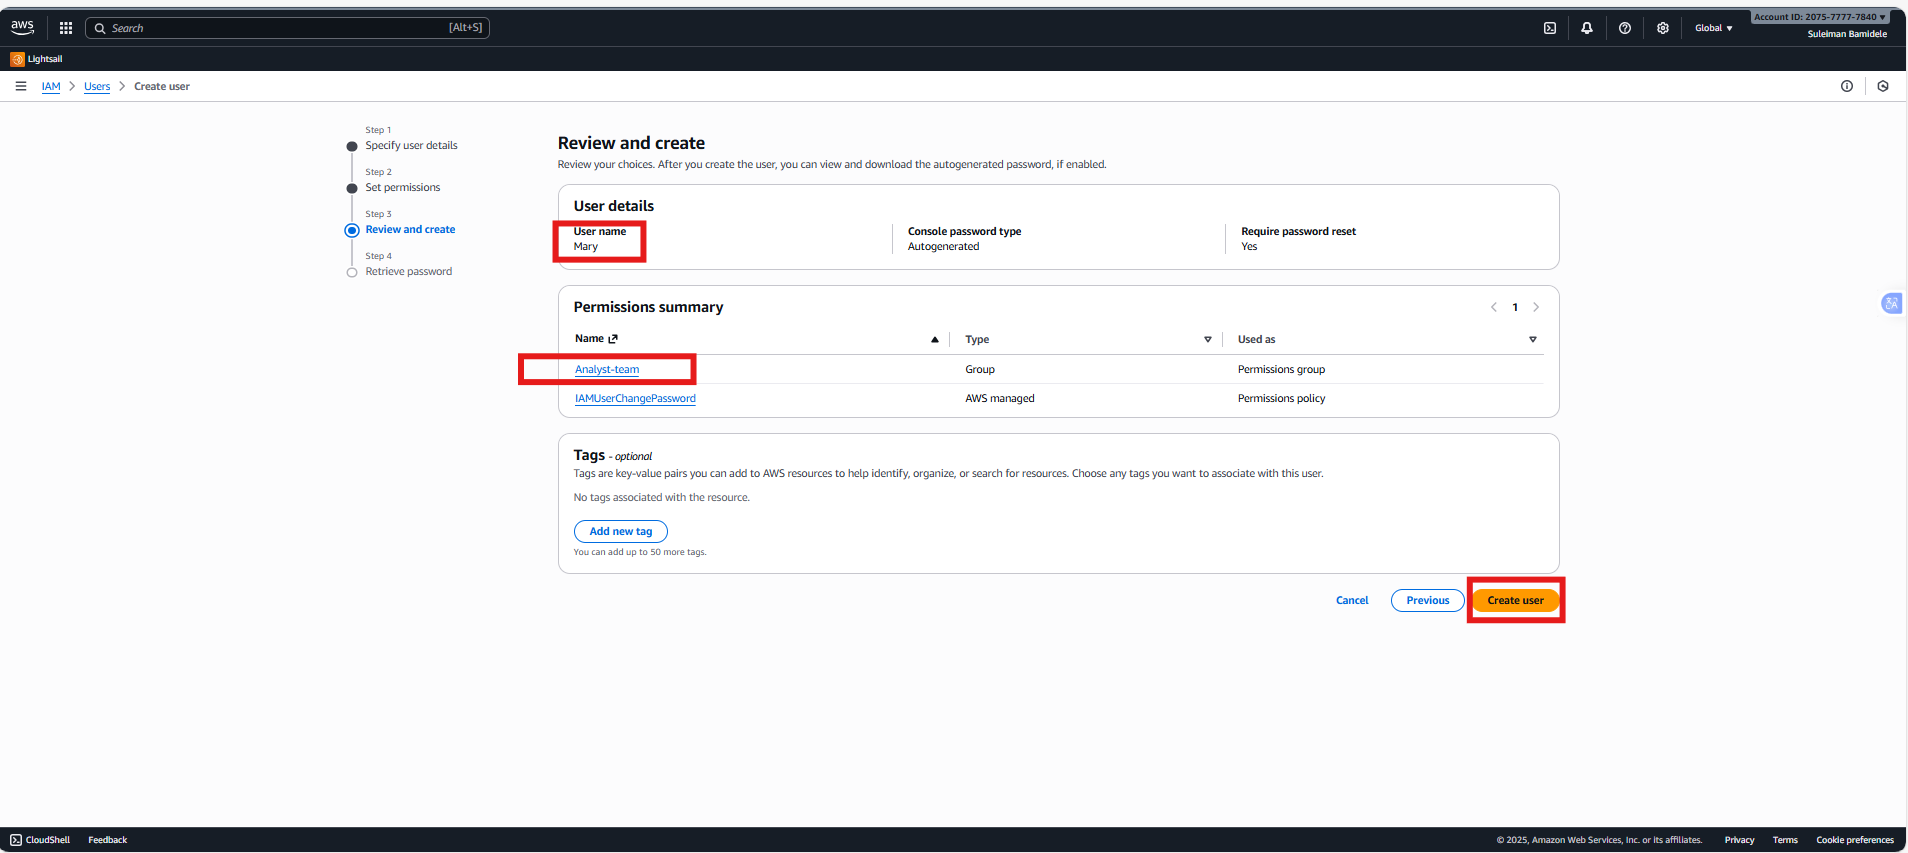 aws
Search [Alt+S]
Global
Account ID: 2075-7777-7840
Suleiman Bamidele
Lightsail
IAM > Users > Create user
Step 1
Specify user details
Step 2
Set permissions
Step 3
Review and create
Step 4
Retrieve password
Review and create
Review your choices. After you create the user, you can view and download the autogenerated password, if enabled.
User details
User name
Mary
Console password type
Autogenerated
Require password reset
Yes
Permissions summary
1
Name Type Used as
Analyst-team Group Permissions group
IAMUserChangePassword AWS managed Permissions policy
Tags - optional
Tags are key-value pairs you can add to AWS resources to help identify, organize, or search for resources. Choose any tags you want to associate with this user.
No tags associated with the resource.
Add new tag
You can add up to 50 more tags.
Cancel Previous Create user
CloudShell Feedback © 2025, Amazon Web Services, Inc. or its affiliates. Privacy Terms Cookie preferences